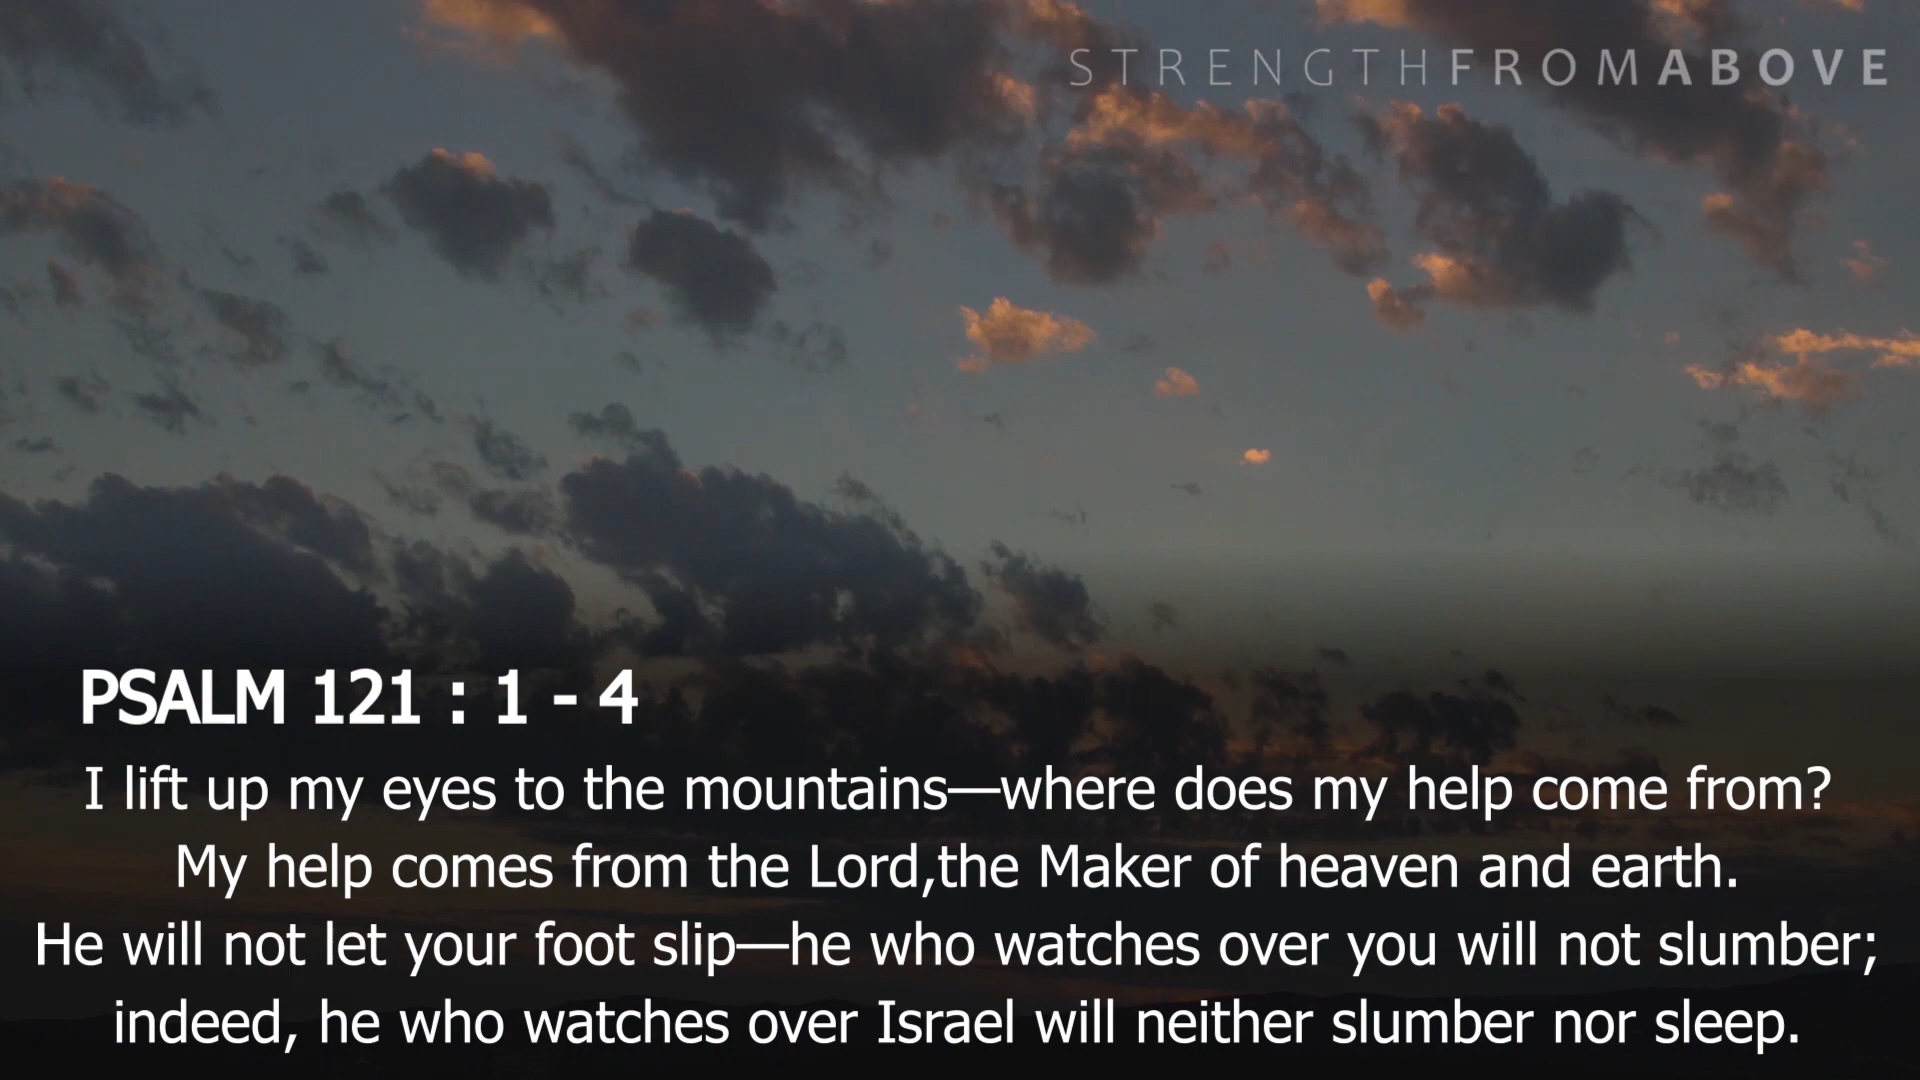 STRENGTHFROMABOVE
PSALM 121 : 1 - 4
I lift up my eyes to the mountains—where does my help come from?
My help comes from the Lord,the Maker of heaven and earth.
He will not let your foot slip—he who watches over you will not slumber;
indeed, he who watches over Israel will neither slumber nor sleep.